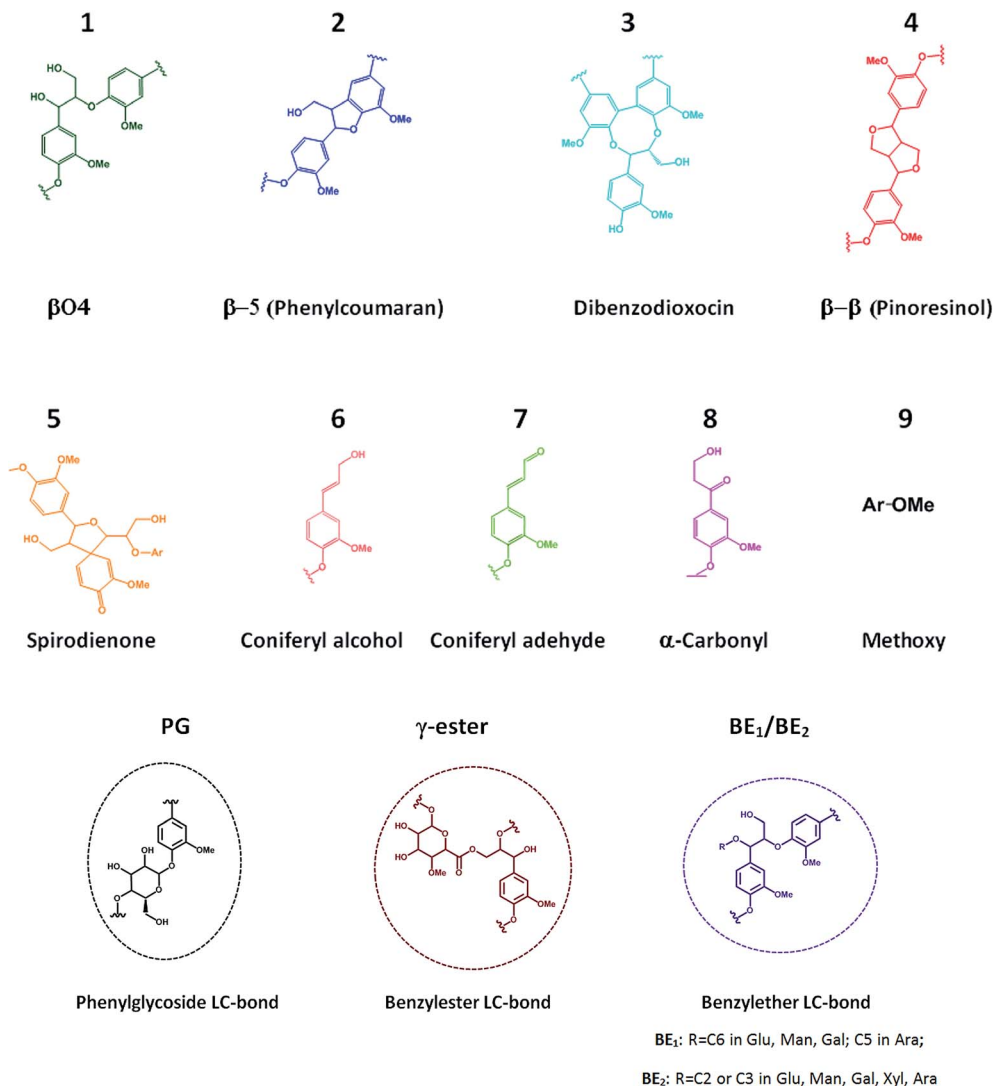 1 2 3 4
HO
HO
O
OMe
OMe
O
HO
O
OMe
O
OMe
OMe
O
O
OMe
OH
OMe
HO
MeO
O
O
O
O
OMe
βO4 β–5 (Phenylcoumaran) Dibenzodioxocin β–β (Pinoresinol)
5 6 7 8 9
OMe
O
O
OH
HO
O–Ar
OMe
O
OH
OMe
O
O
OMe
O
OH
O
OMe
O
Ar-OMe
Spirodienone Coniferyl alcohol Coniferyl adehyde α-Carbonyl Methoxy
PG γ-ester BE1/BE2
OMe
HO
O
HO
O
O
OH
O
HO
O
O
O
HO
OH
OMe
O
OMe
O
HO
R
O
O
OMe
OMe
O
Phenylglycoside LC-bond Benzylester LC-bond Benzylether LC-bond
BE1: R=C6 in Glu, Man, Gal; C5 in Ara;
BE2: R=C2 or C3 in Glu, Man, Gal, Xyl, Ara